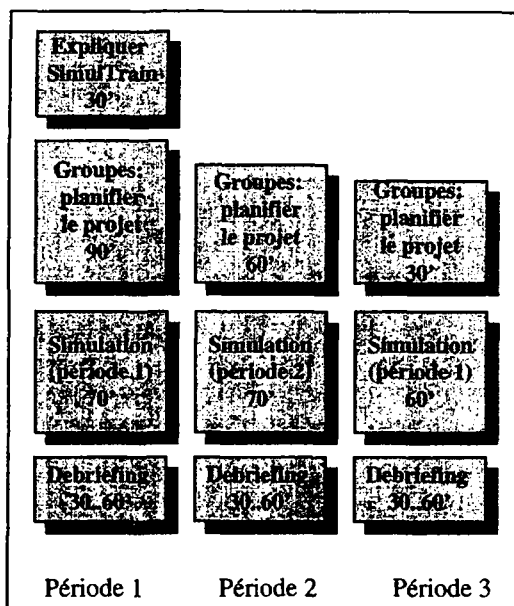 Expliquer
SimulTrain
30'
Groupes:
planifier
le projet
90'
Groupes:
planifier
le projet
60'
Groupes:
planifier
le projet
30'
Simulation
(période 1)
70'
Simulation
(période 2)
70'
Simulation
(période 1)
60'
Debriefing
30..60'
Debriefing
30..60'
Debriefing
30..60'
Période 1
Période 2
Période 3